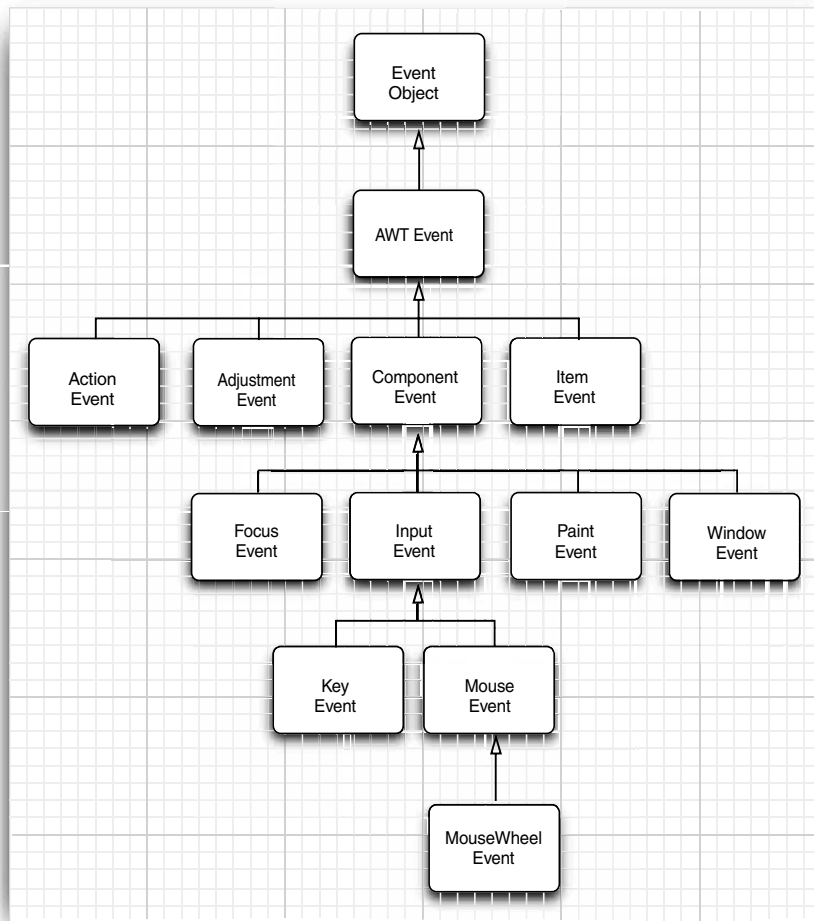 Event
Object
AWT Event
Action
Event
Adjustment
Event
Component
Event
Item
Event
Focus
Event
Input
Event
Paint
Event
Window
Event
Key
Event
Mouse
Event
MouseWheel
Event